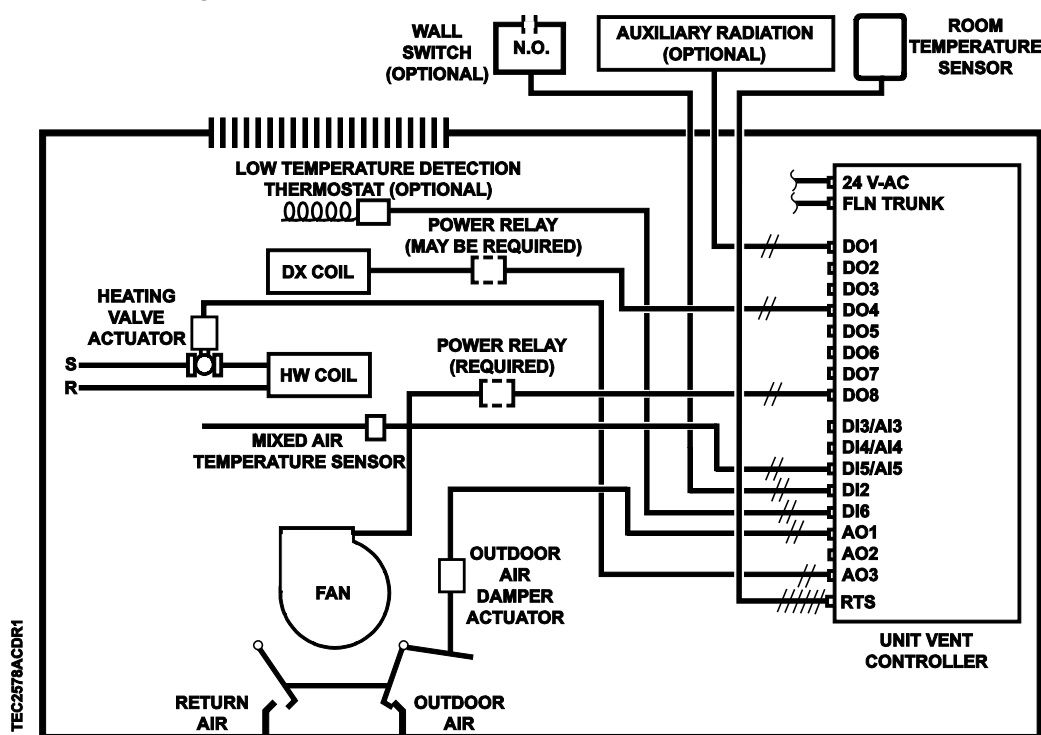 WALL
SWITCH
(OPTIONAL)
N.O.
AUXILIARY RADIATION
(OPTIONAL)
ROOM
TEMPERATURE
SENSOR
LOW TEMPERATURE DETECTION
THERMOSTAT (OPTIONAL)
POWER RELAY
(MAY BE REQUIRED)
DX COIL
HEATING
VALVE
ACTUATOR
S
R
HW COIL
POWER RELAY
(REQUIRED)
MIXED AIR
TEMPERATURE SENSOR
FAN
OUTDOOR
AIR
DAMPER
ACTUATOR
RETURN
AIR
OUTDOOR
AIR
24 V-AC
FLN TRUNK
DO1
DO2
DO3
DO4
DO5
DO6
DO7
DO8
DI3/AI3
DI4/AI4
DI5/AI5
DI2
DI6
AO1
AO2
AO3
RTS
UNIT VENT
CONTROLLER
TEC2578ACDR1